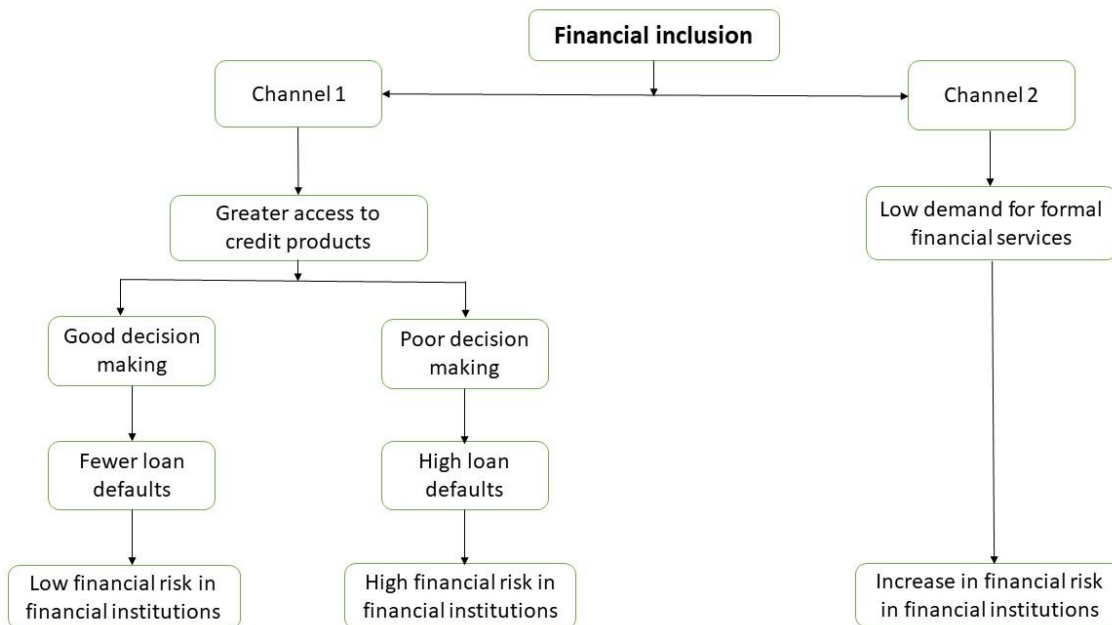 Financial inclusion
Channel 1
Channel 2
Greater access to
credit products
Low demand for formal
financial services
Good decision
making
Poor decision
making
Fewer loan
defaults
High loan
defaults
Low financial risk in
financial institutions
High financial risk in
financial institutions
Increase in financial risk
in financial institutions